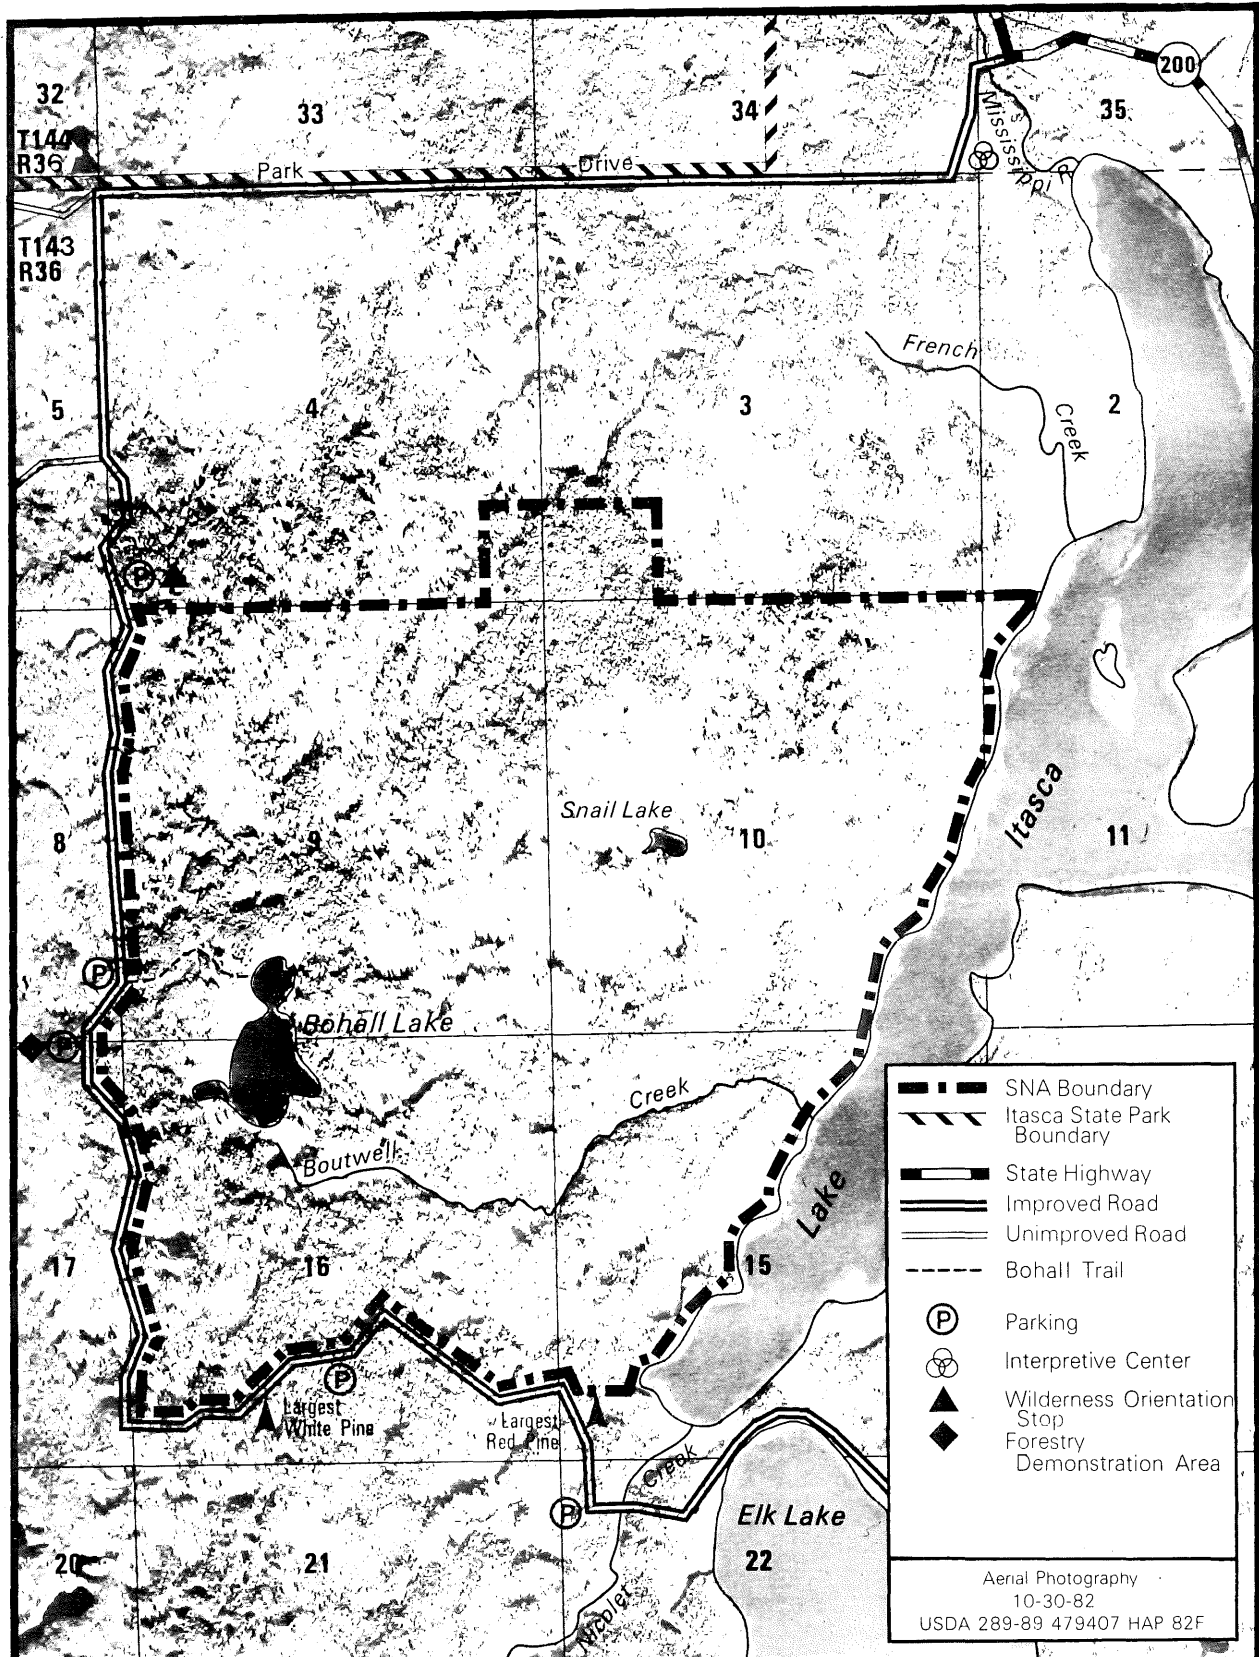 200
32
33
34
35
T144
R36
Park Drive
Mississippi R
T143
R36
French
Creek
5
4
3
2
P
Snail Lake
Itasca
8
9
10
11
P
Bohall Lake
P
Creek
Boutwell
Lake
17
16
15
P
Largest
White Pine
Largest
Red Pine
Creek
P
Elk Lake
20
21
22
Nicolet
SNA Boundary
Itasca State Park
Boundary
State Highway
Improved Road
Unimproved Road
Bohall Trail
P Parking
Interpretive Center
Wilderness Orientation
Stop
Forestry
Demonstration Area
Aerial Photography
10-30-82
USDA 289-89 479407 HAP 82F